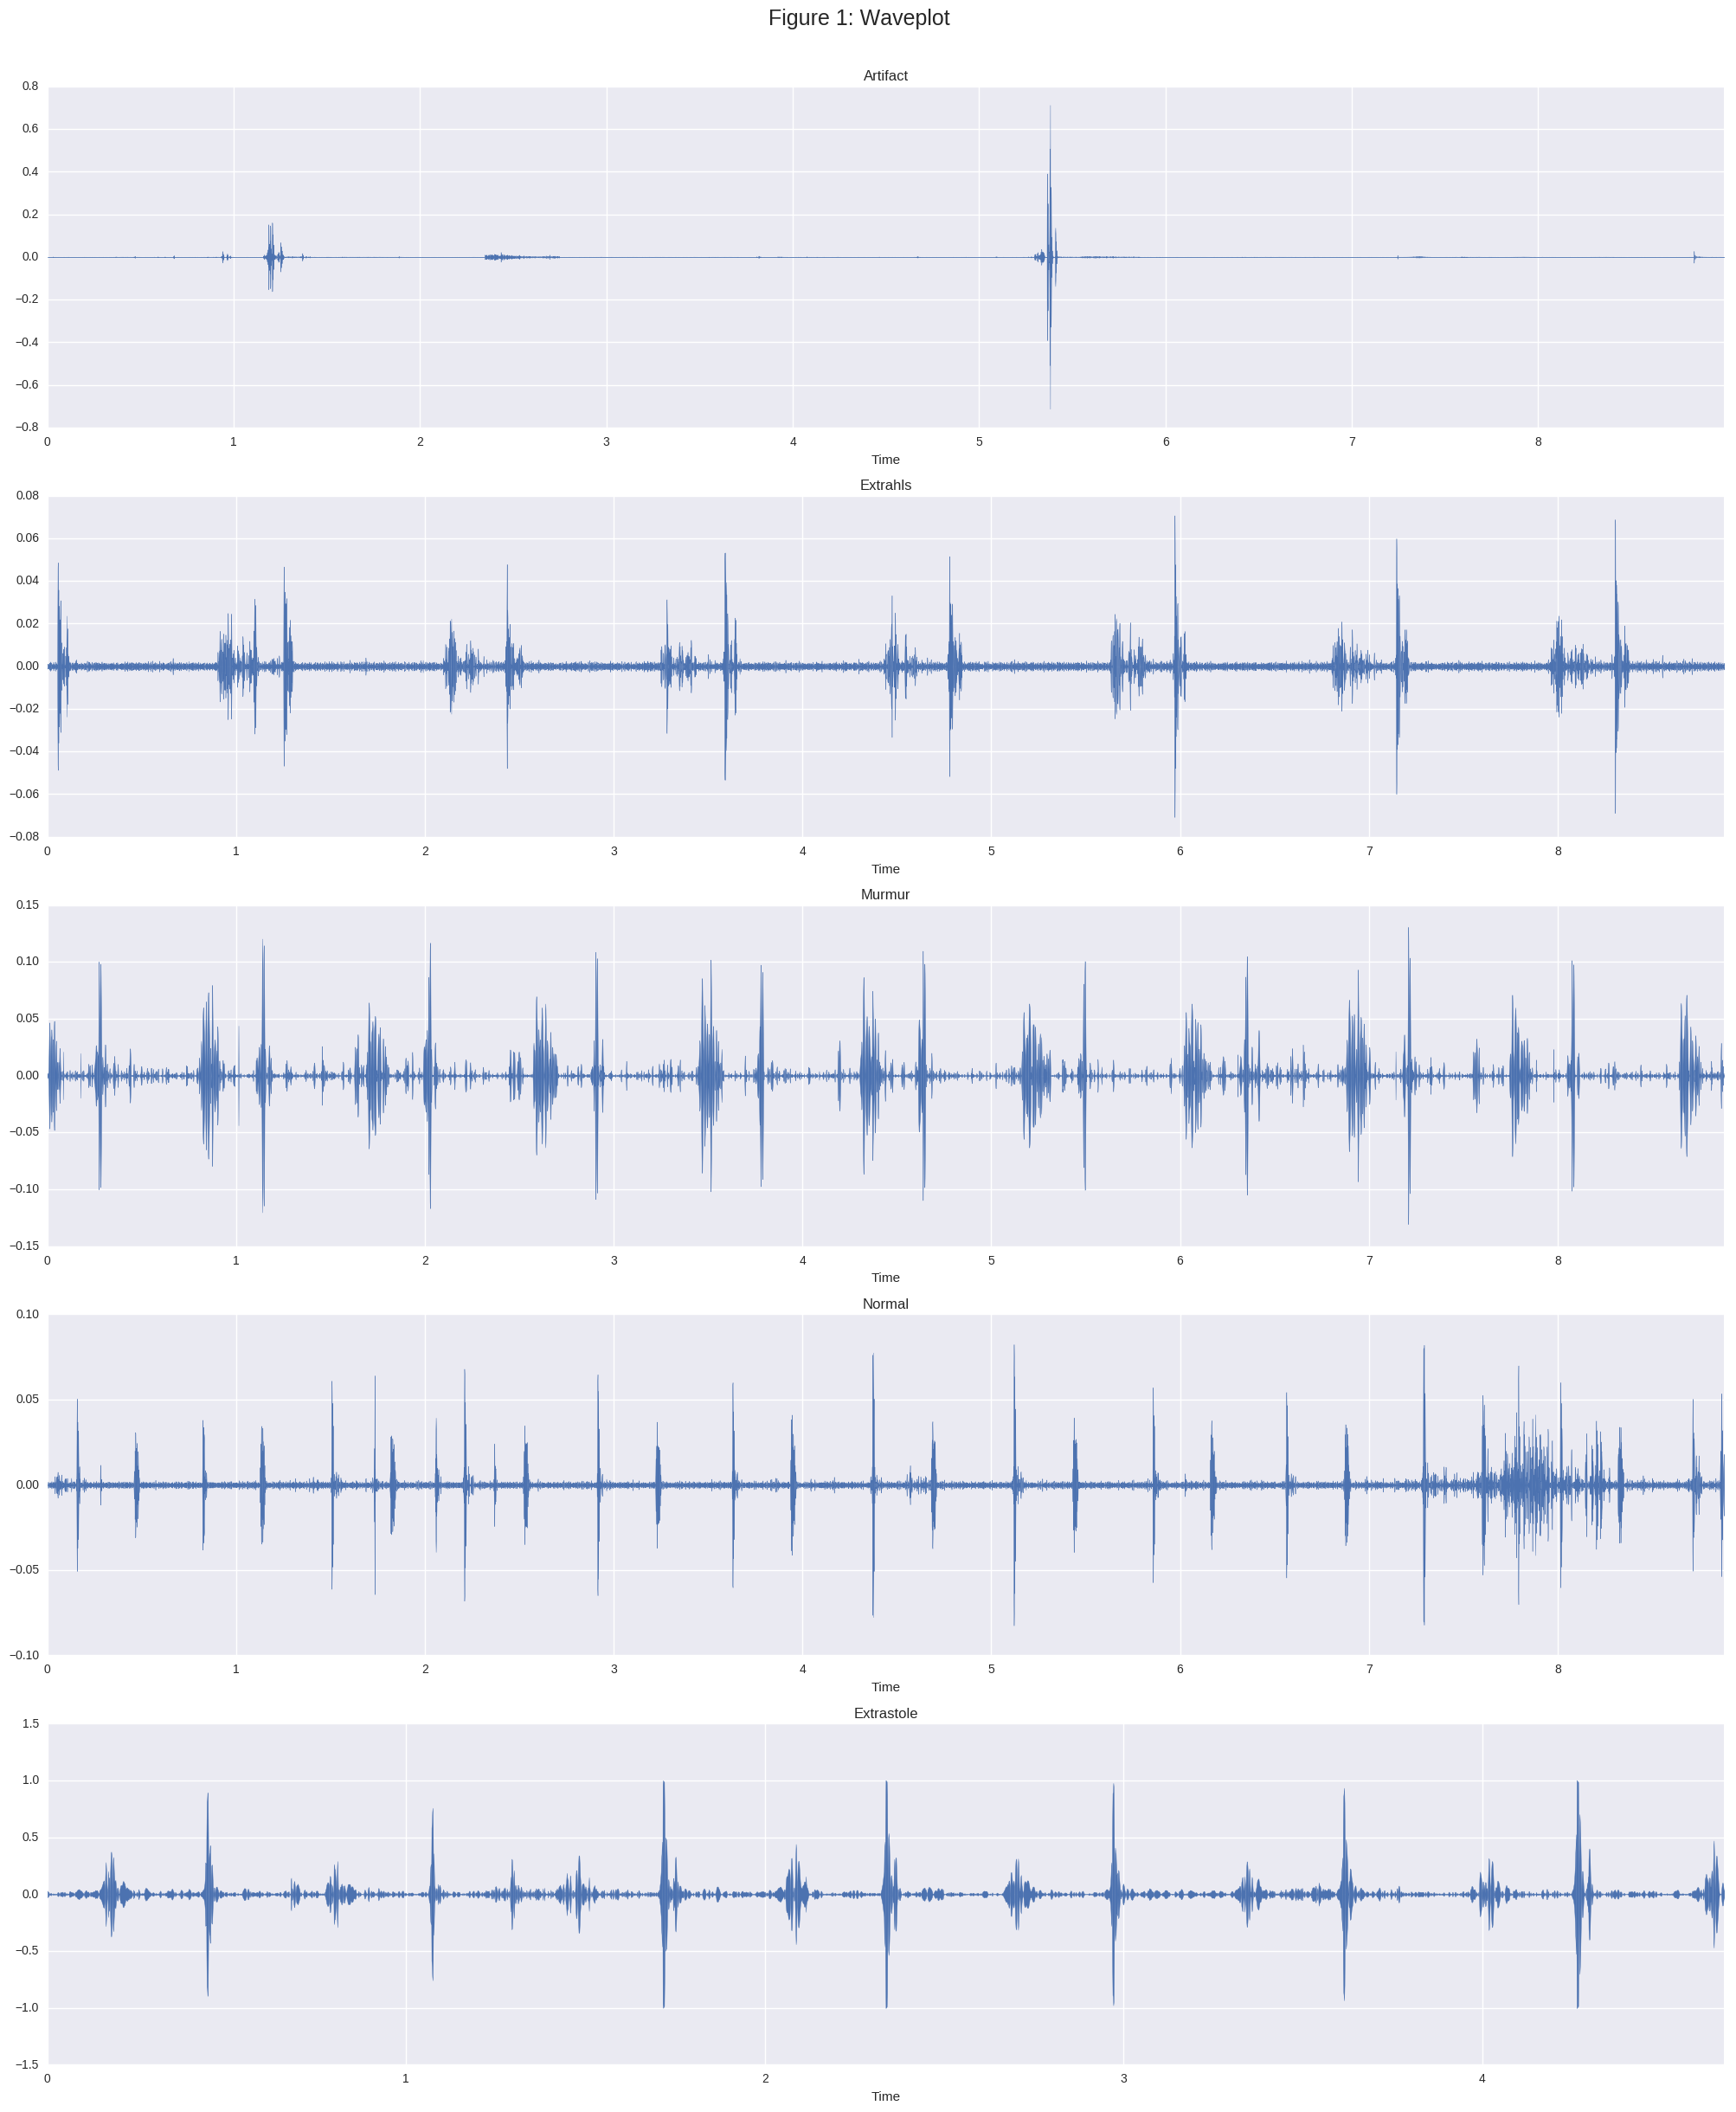 Figure 1: Waveplot
Artifact
0.8
0.6
0.4
0.2
0.0
−0.2
−0.4
−0.6
−0.8
0 1 2 3 4 5 6 7 8
Time
Extrahls
0.08
0.06
0.04
0.02
0.00
−0.02
−0.04
−0.06
−0.08
0 1 2 3 4 5 6 7 8
Time
Murmur
0.15
0.10
0.05
0.00
−0.05
−0.10
−0.15
0 1 2 3 4 5 6 7 8
Time
Normal
0.10
0.05
0.00
−0.05
−0.10
0 1 2 3 4 5 6 7 8
Time
Extrastole
1.5
1.0
0.5
0.0
−0.5
−1.0
−1.5
0 1 2 3 4
Time